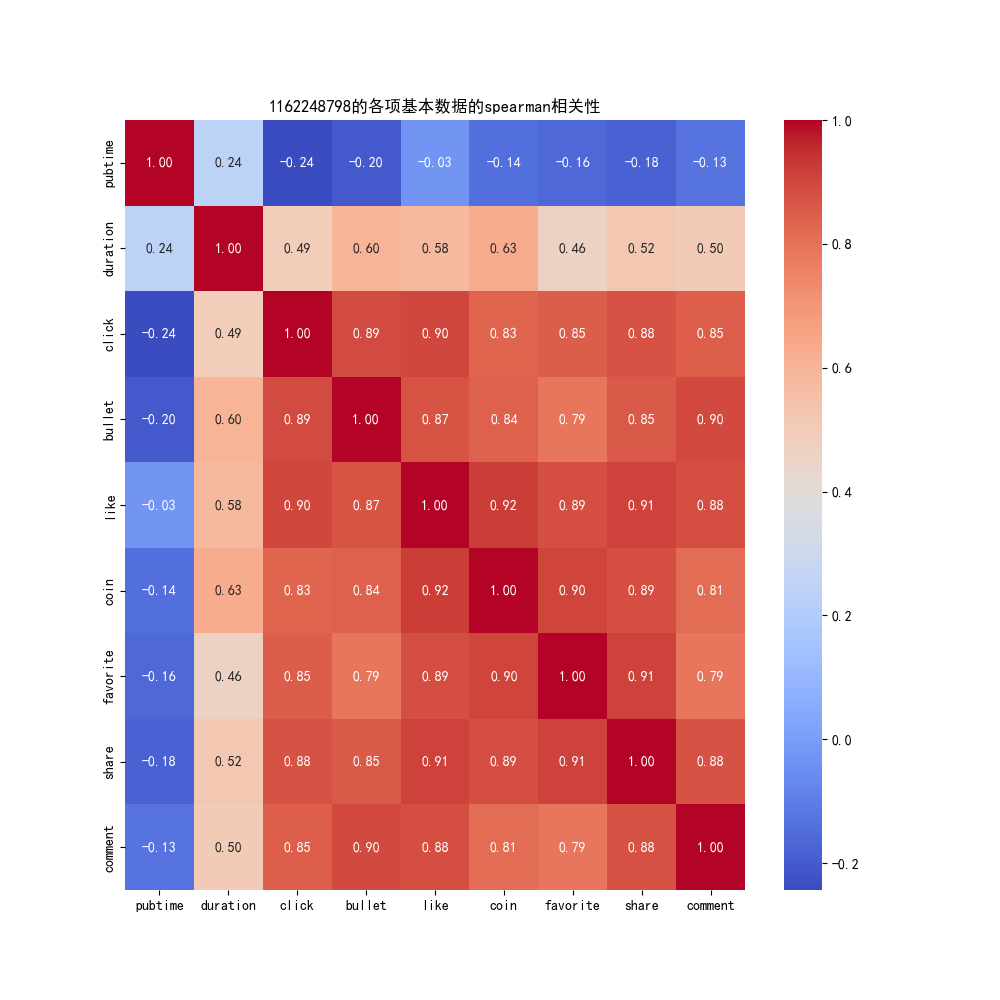 1162248798的各项基本数据的spearman相关性
pubtime 1.00 0.24 -0.24 -0.20 -0.03 -0.14 -0.16 -0.18 -0.13
duration 0.24 1.00 0.49 0.60 0.58 0.63 0.46 0.52 0.50
click -0.24 0.49 1.00 0.89 0.90 0.83 0.85 0.88 0.85
bullet -0.20 0.60 0.89 1.00 0.87 0.84 0.79 0.85 0.90
like -0.03 0.58 0.90 0.87 1.00 0.92 0.89 0.91 0.88
coin -0.14 0.63 0.83 0.84 0.92 1.00 0.90 0.89 0.81
favorite -0.16 0.46 0.85 0.79 0.89 0.90 1.00 0.91 0.79
share -0.18 0.52 0.88 0.85 0.91 0.89 0.91 1.00 0.88
comment -0.13 0.50 0.85 0.90 0.88 0.81 0.79 0.88 1.00
pubtime duration click bullet like coin favorite share comment
1.0
0.8
0.6
0.4
0.2
0.0
-0.2